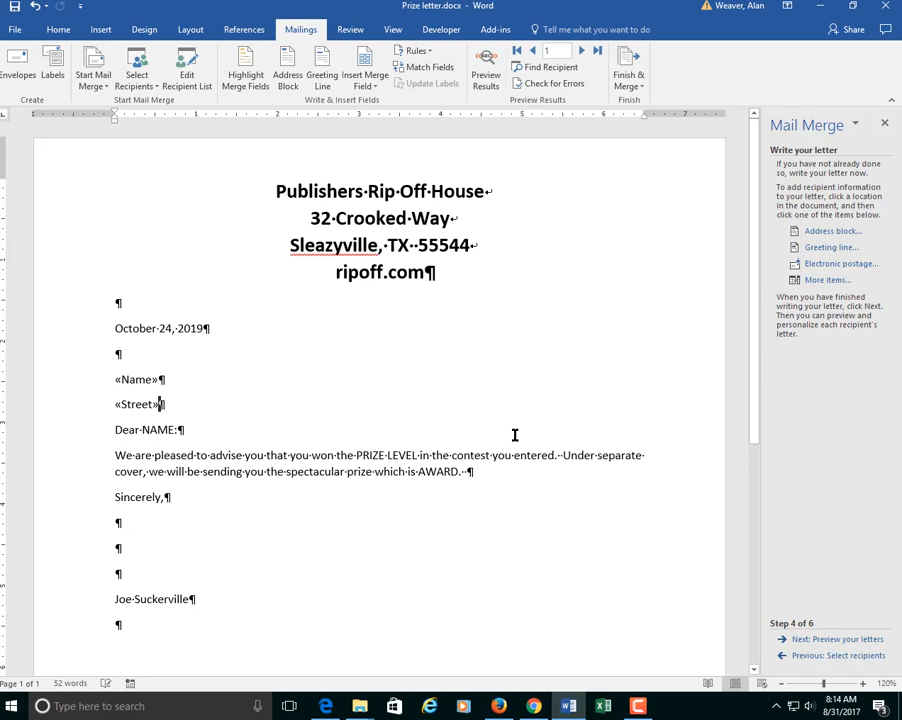 Prize letter.docx - Word
Weaver, Alan
File Home Insert Design Layout References Mailings Review View Developer Add-ins Tell me what you want to do Share
Envelopes
Labels
Start Mail Merge
Select Recipients
Edit Recipient List
Highlight Merge Fields
Address Block
Greeting Line
Insert Merge Field
Rules
Match Fields
Update Labels
Preview Results
1
Find Recipient
Check for Errors
Finish & Merge
Create
Start Mail Merge
Write & Insert Fields
Preview Results
Finish
1 1 2 3 4 5 6 7
Publishers·Rip·Off·House↵
32·Crooked·Way↵
Sleazyville,·TX··55544↵
ripoff.com¶
¶
October·24,·2019¶
¶
«Name»¶
«Street»¶
Dear·NAME:¶
We·are·pleased·to·advise·you·that·you·won·the·PRIZE·LEVEL·in·the·contest·you·entered.··Under·separate·
cover,·we·will·be·sending·you·the·spectacular·prize·which·is·AWARD.··¶
Sincerely,¶
¶
¶
¶
Joe·Suckerville¶
¶
Mail Merge
Write your letter
If you have not already done
so, write your letter now.
To add recipient information
to your letter, click a location
in the document, and then
click one of the items below.
Address block...
Greeting line...
Electronic postage...
More items...
When you have finished
writing your letter, click Next.
Then you can preview and
personalize each recipient's
letter.
Step 4 of 6
Next: Preview your letters
Previous: Select recipients
Page 1 of 1 52 words
120%
Type here to search
8:14 AM
8/31/2017
3